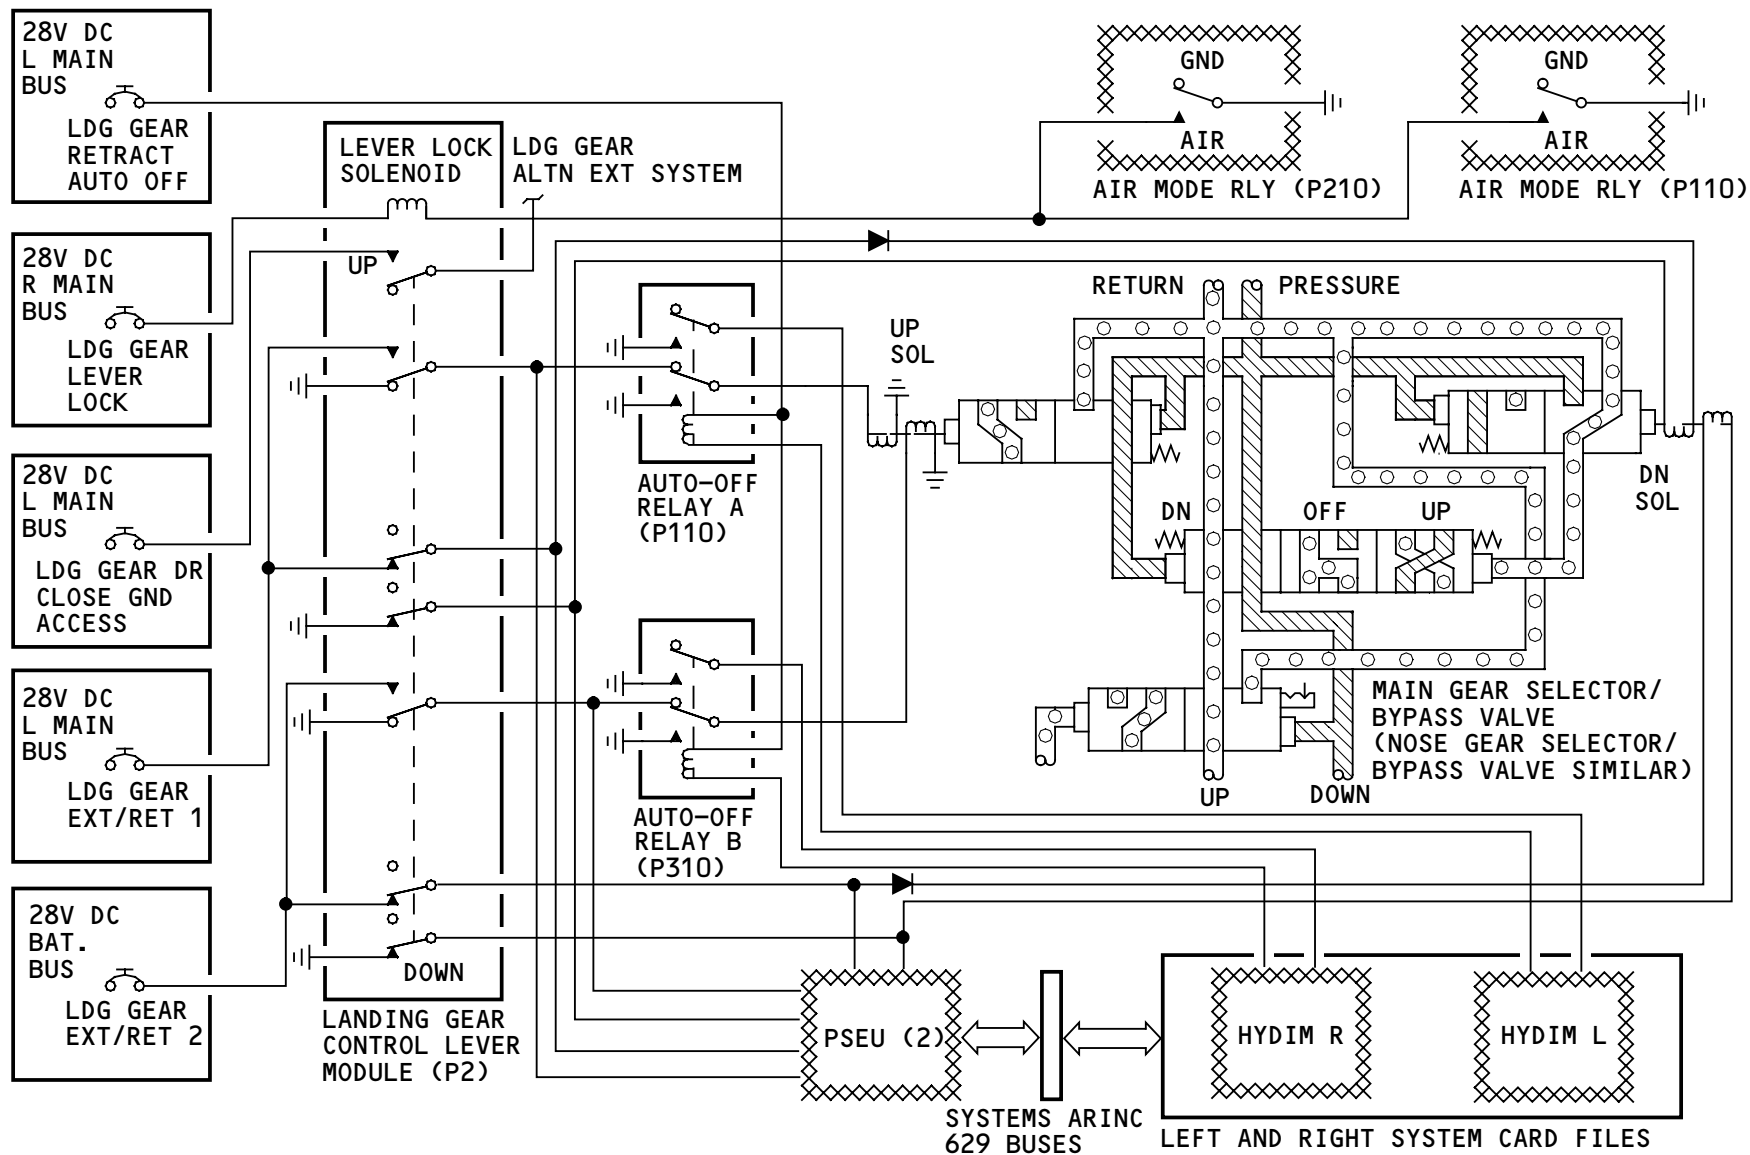 28V DC
L MAIN
BUS
LDG GEAR
RETRACT
AUTO OFF
28V DC
R MAIN
BUS
LDG GEAR
LEVER
LOCK
28V DC
L MAIN
BUS
LDG GEAR DR
CLOSE GND
ACCESS
28V DC
L MAIN
BUS
LDG GEAR
EXT/RET 1
28V DC
BAT.
BUS
LDG GEAR
EXT/RET 2
LEVER LOCK
SOLENOID
UP
DOWN
LANDING GEAR
CONTROL LEVER
MODULE (P2)
LDG GEAR
ALTN EXT SYSTEM
AUTO-OFF
RELAY A
(P110)
AUTO-OFF
RELAY B
(P310)
UP
SOL
GND
AIR
AIR MODE RLY (P210)
GND
AIR
AIR MODE RLY (P110)
RETURN
PRESSURE
DN
OFF
UP
DN
SOL
MAIN GEAR SELECTOR/
BYPASS VALVE
(NOSE GEAR SELECTOR/
BYPASS VALVE SIMILAR)
UP
DOWN
PSEU (2)
SYSTEMS ARINC
629 BUSES
HYDIM R
HYDIM L
LEFT AND RIGHT SYSTEM CARD FILES